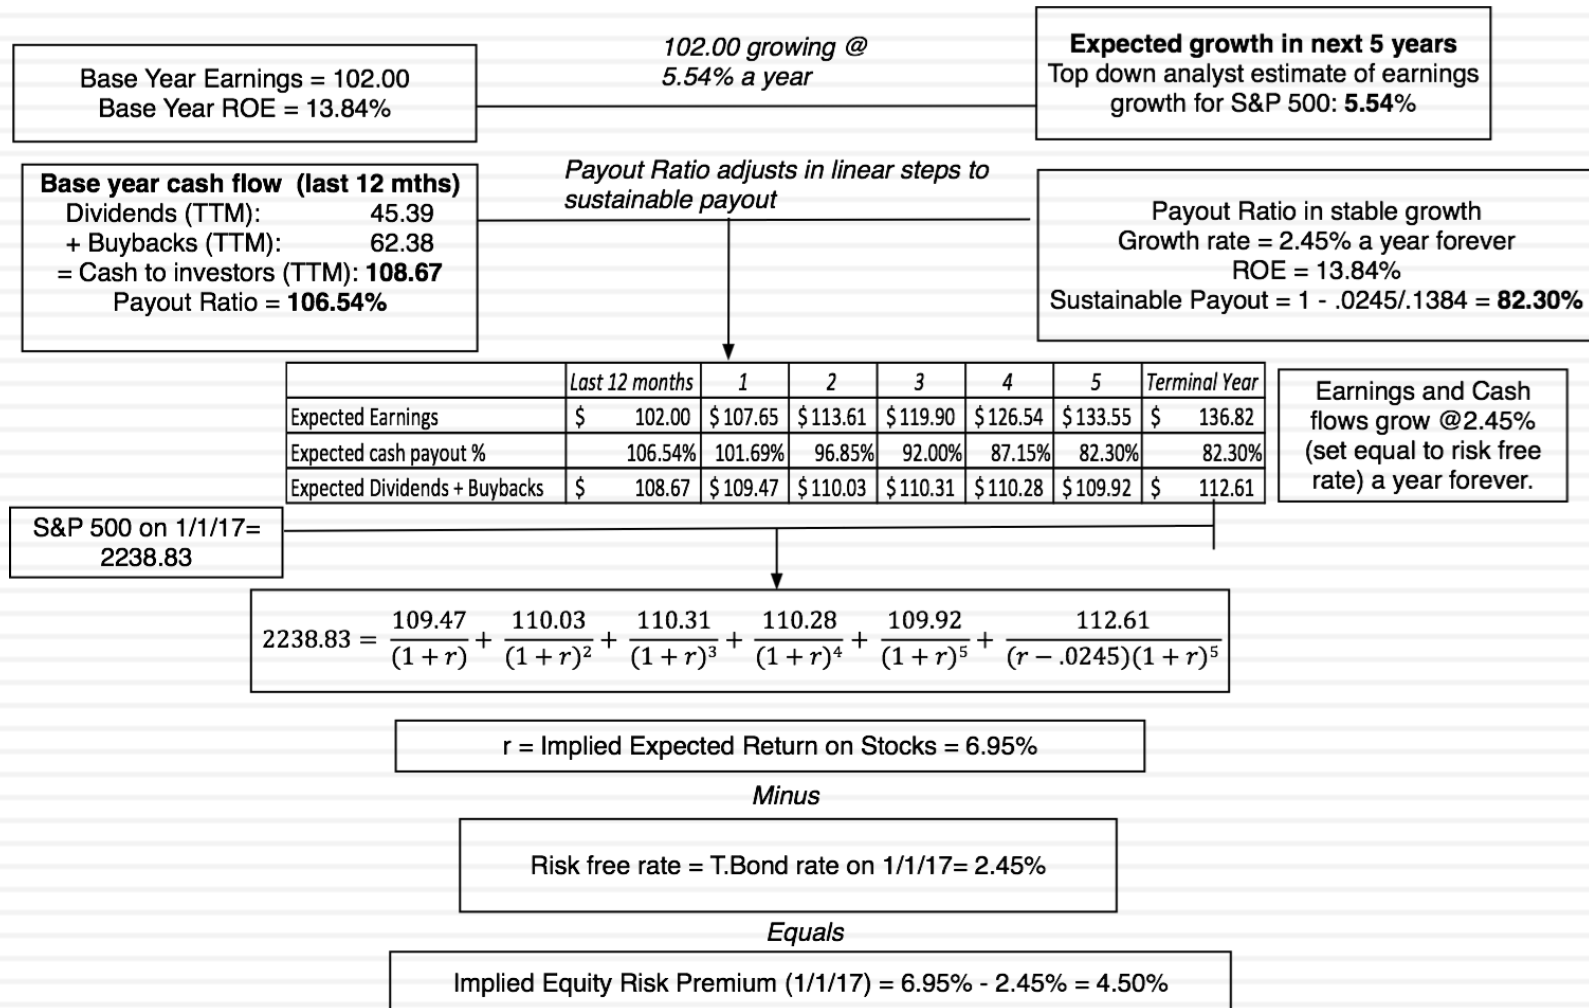 Base Year Earnings = 102.00
Base Year ROE = 13.84%
102.00 growing @
5.54% a year
Expected growth in next 5 years
Top down analyst estimate of earnings
growth for S&P 500: 5.54%
Base year cash flow (last 12 mths)
Dividends (TTM): 45.39
+ Buybacks (TTM): 62.38
= Cash to investors (TTM): 108.67
Payout Ratio = 106.54%
Payout Ratio adjusts in linear steps to
sustainable payout
Payout Ratio in stable growth
Growth rate = 2.45% a year forever
ROE = 13.84%
Sustainable Payout = 1 - .0245/.1384 = 82.30%
Last 12 months 1 2 3 4 5 Terminal Year
Expected Earnings $ 102.00 $ 107.65 $ 113.61 $ 119.90 $ 126.54 $ 133.55 $ 136.82
Expected cash payout % 106.54% 101.69% 96.85% 92.00% 87.15% 82.30% 82.30%
Expected Dividends + Buybacks $ 108.67 $ 109.47 $ 110.03 $ 110.31 $ 110.28 $ 109.92 $ 112.61
Earnings and Cash
flows grow @2.45%
(set equal to risk free
rate) a year forever.
S&P 500 on 1/1/17=
2238.83
2238.83 = 109.47/(1 + r) + 110.03/(1 + r)² + 110.31/(1 + r)³ + 110.28/(1 + r)⁴ + 109.92/(1 + r)⁵ + 112.61/(r − .0245)(1 + r)⁵
r = Implied Expected Return on Stocks = 6.95%
Minus
Risk free rate = T.Bond rate on 1/1/17= 2.45%
Equals
Implied Equity Risk Premium (1/1/17) = 6.95% - 2.45% = 4.50%